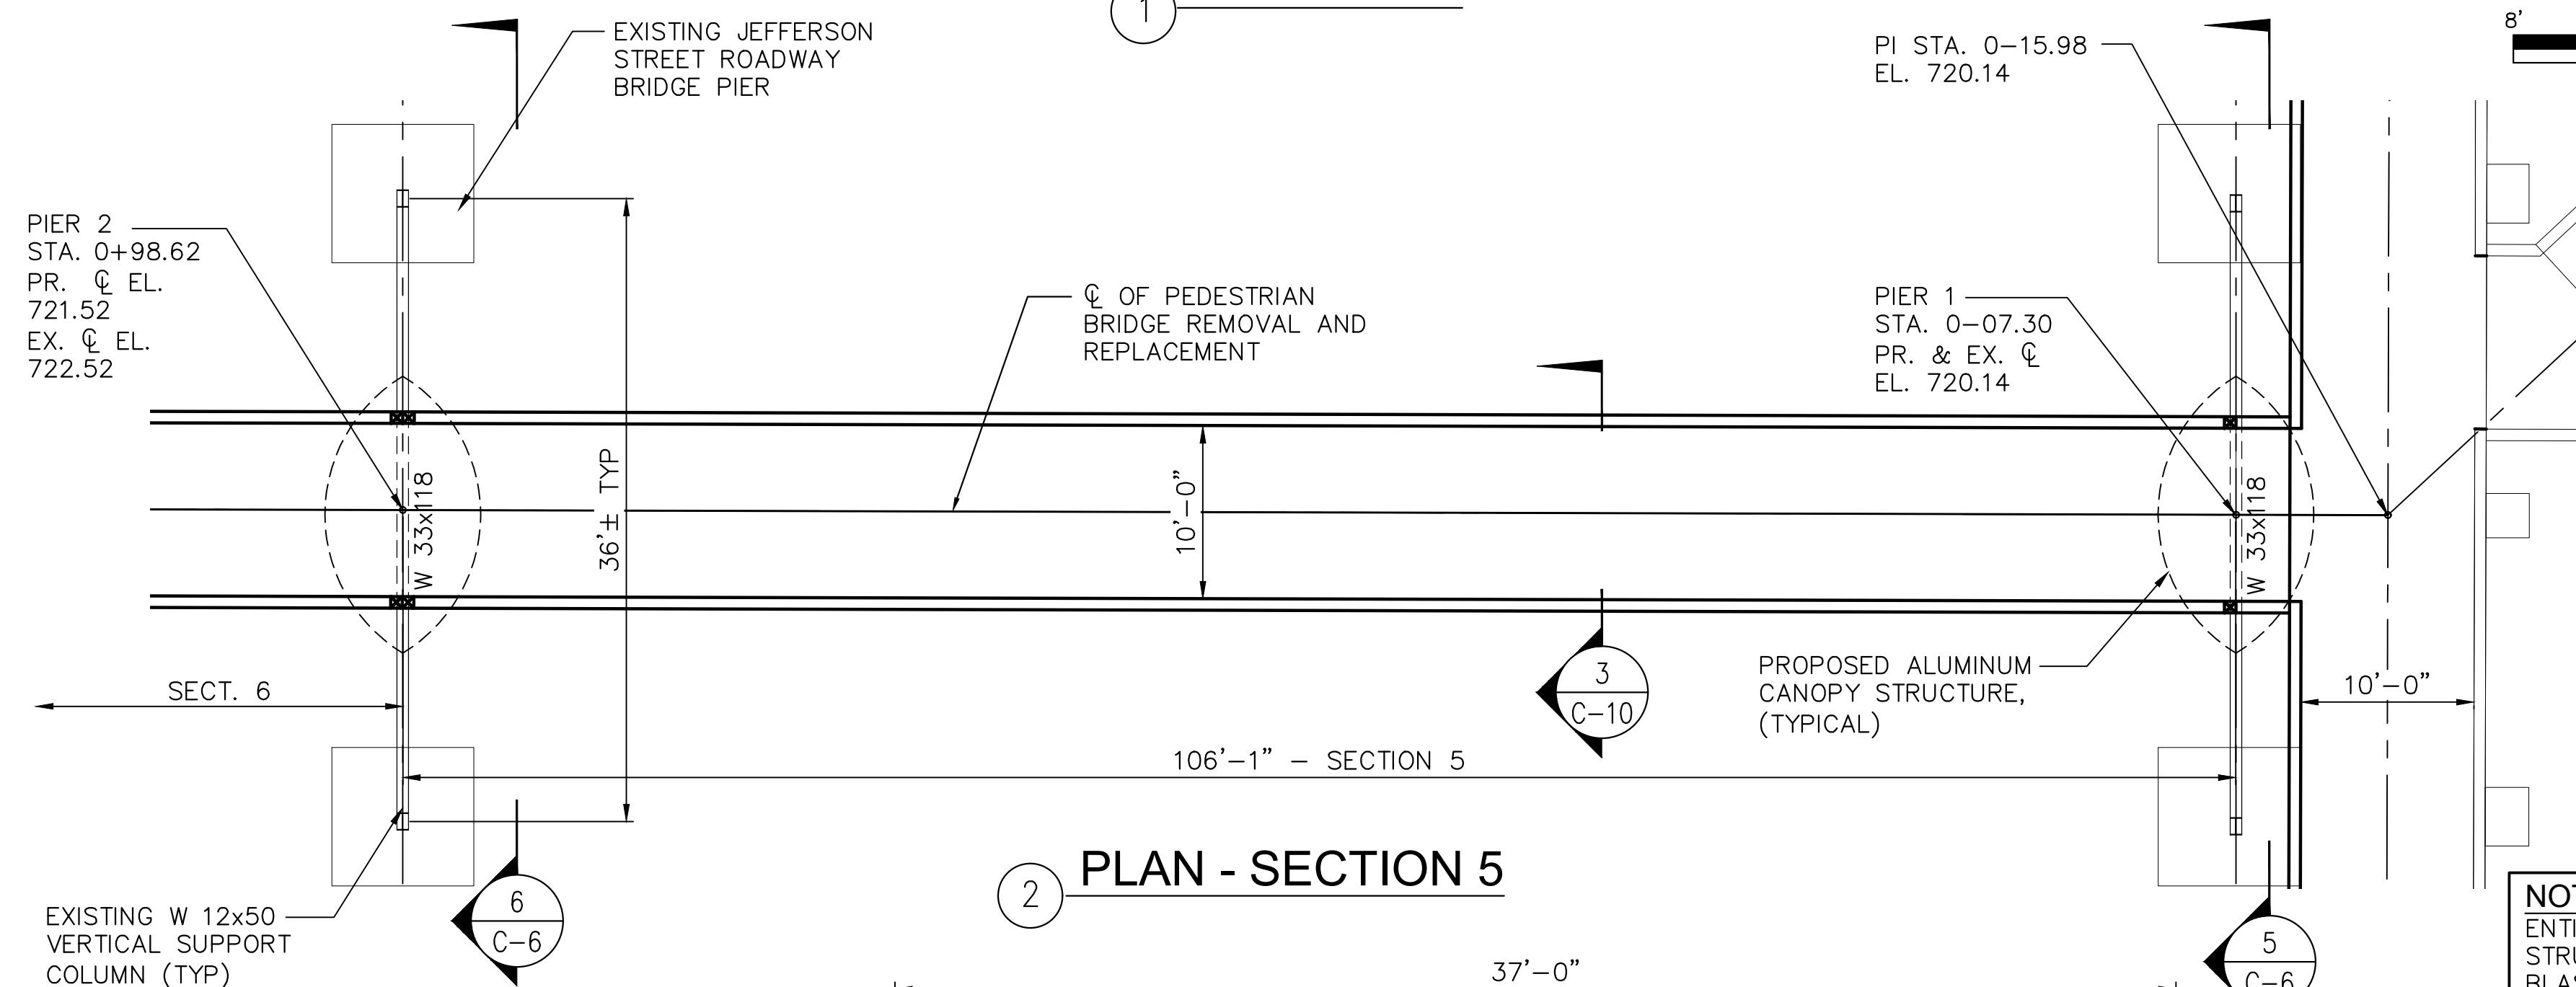 1
EXISTING JEFFERSON
STREET ROADWAY
BRIDGE PIER
PI STA. 0-15.98
EL. 720.14
8'
PIER 2
STA. 0+98.62
PR. ℄ EL.
721.52
EX. ℄ EL.
722.52
℄ OF PEDESTRIAN
BRIDGE REMOVAL AND
REPLACEMENT
PIER 1
STA. 0-07.30
PR. & EX. ℄
EL. 720.14
W 33x118
36'± TYP
10'-0"
W 33x118
SECT. 6
3
C-10
PROPOSED ALUMINUM
CANOPY STRUCTURE,
(TYPICAL)
10'-0"
106'-1" - SECTION 5
2 PLAN - SECTION 5
EXISTING W 12x50
VERTICAL SUPPORT
COLUMN (TYP)
6
C-6
37'-0"
5
C-6